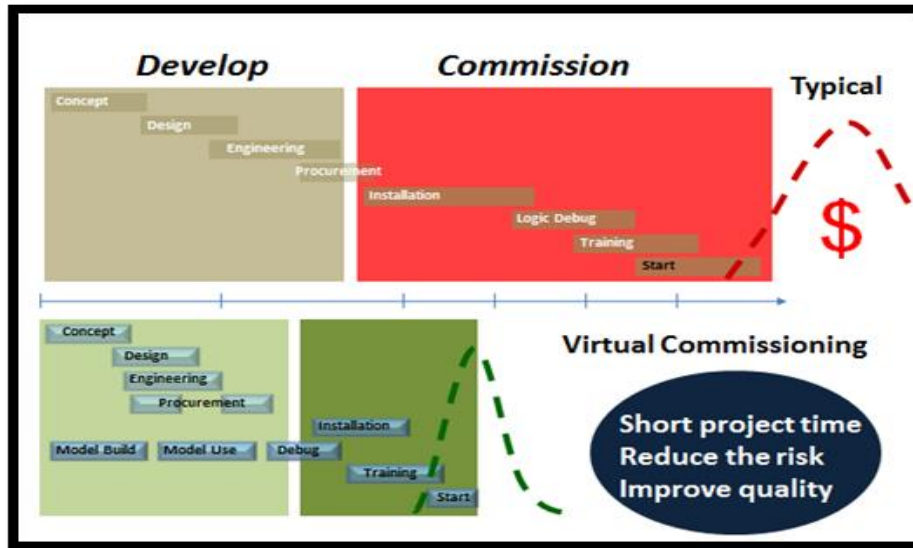 Develop
Commission
Typical
Concept
Design
Engineering
Procurement
Installation
Logic Debug
Training
Start
$
Virtual Commissioning
Concept
Design
Engineering
Procurement
Installation
Model Build
Model Use
Debug
Training
Start
Short project time
Reduce the risk
Improve quality